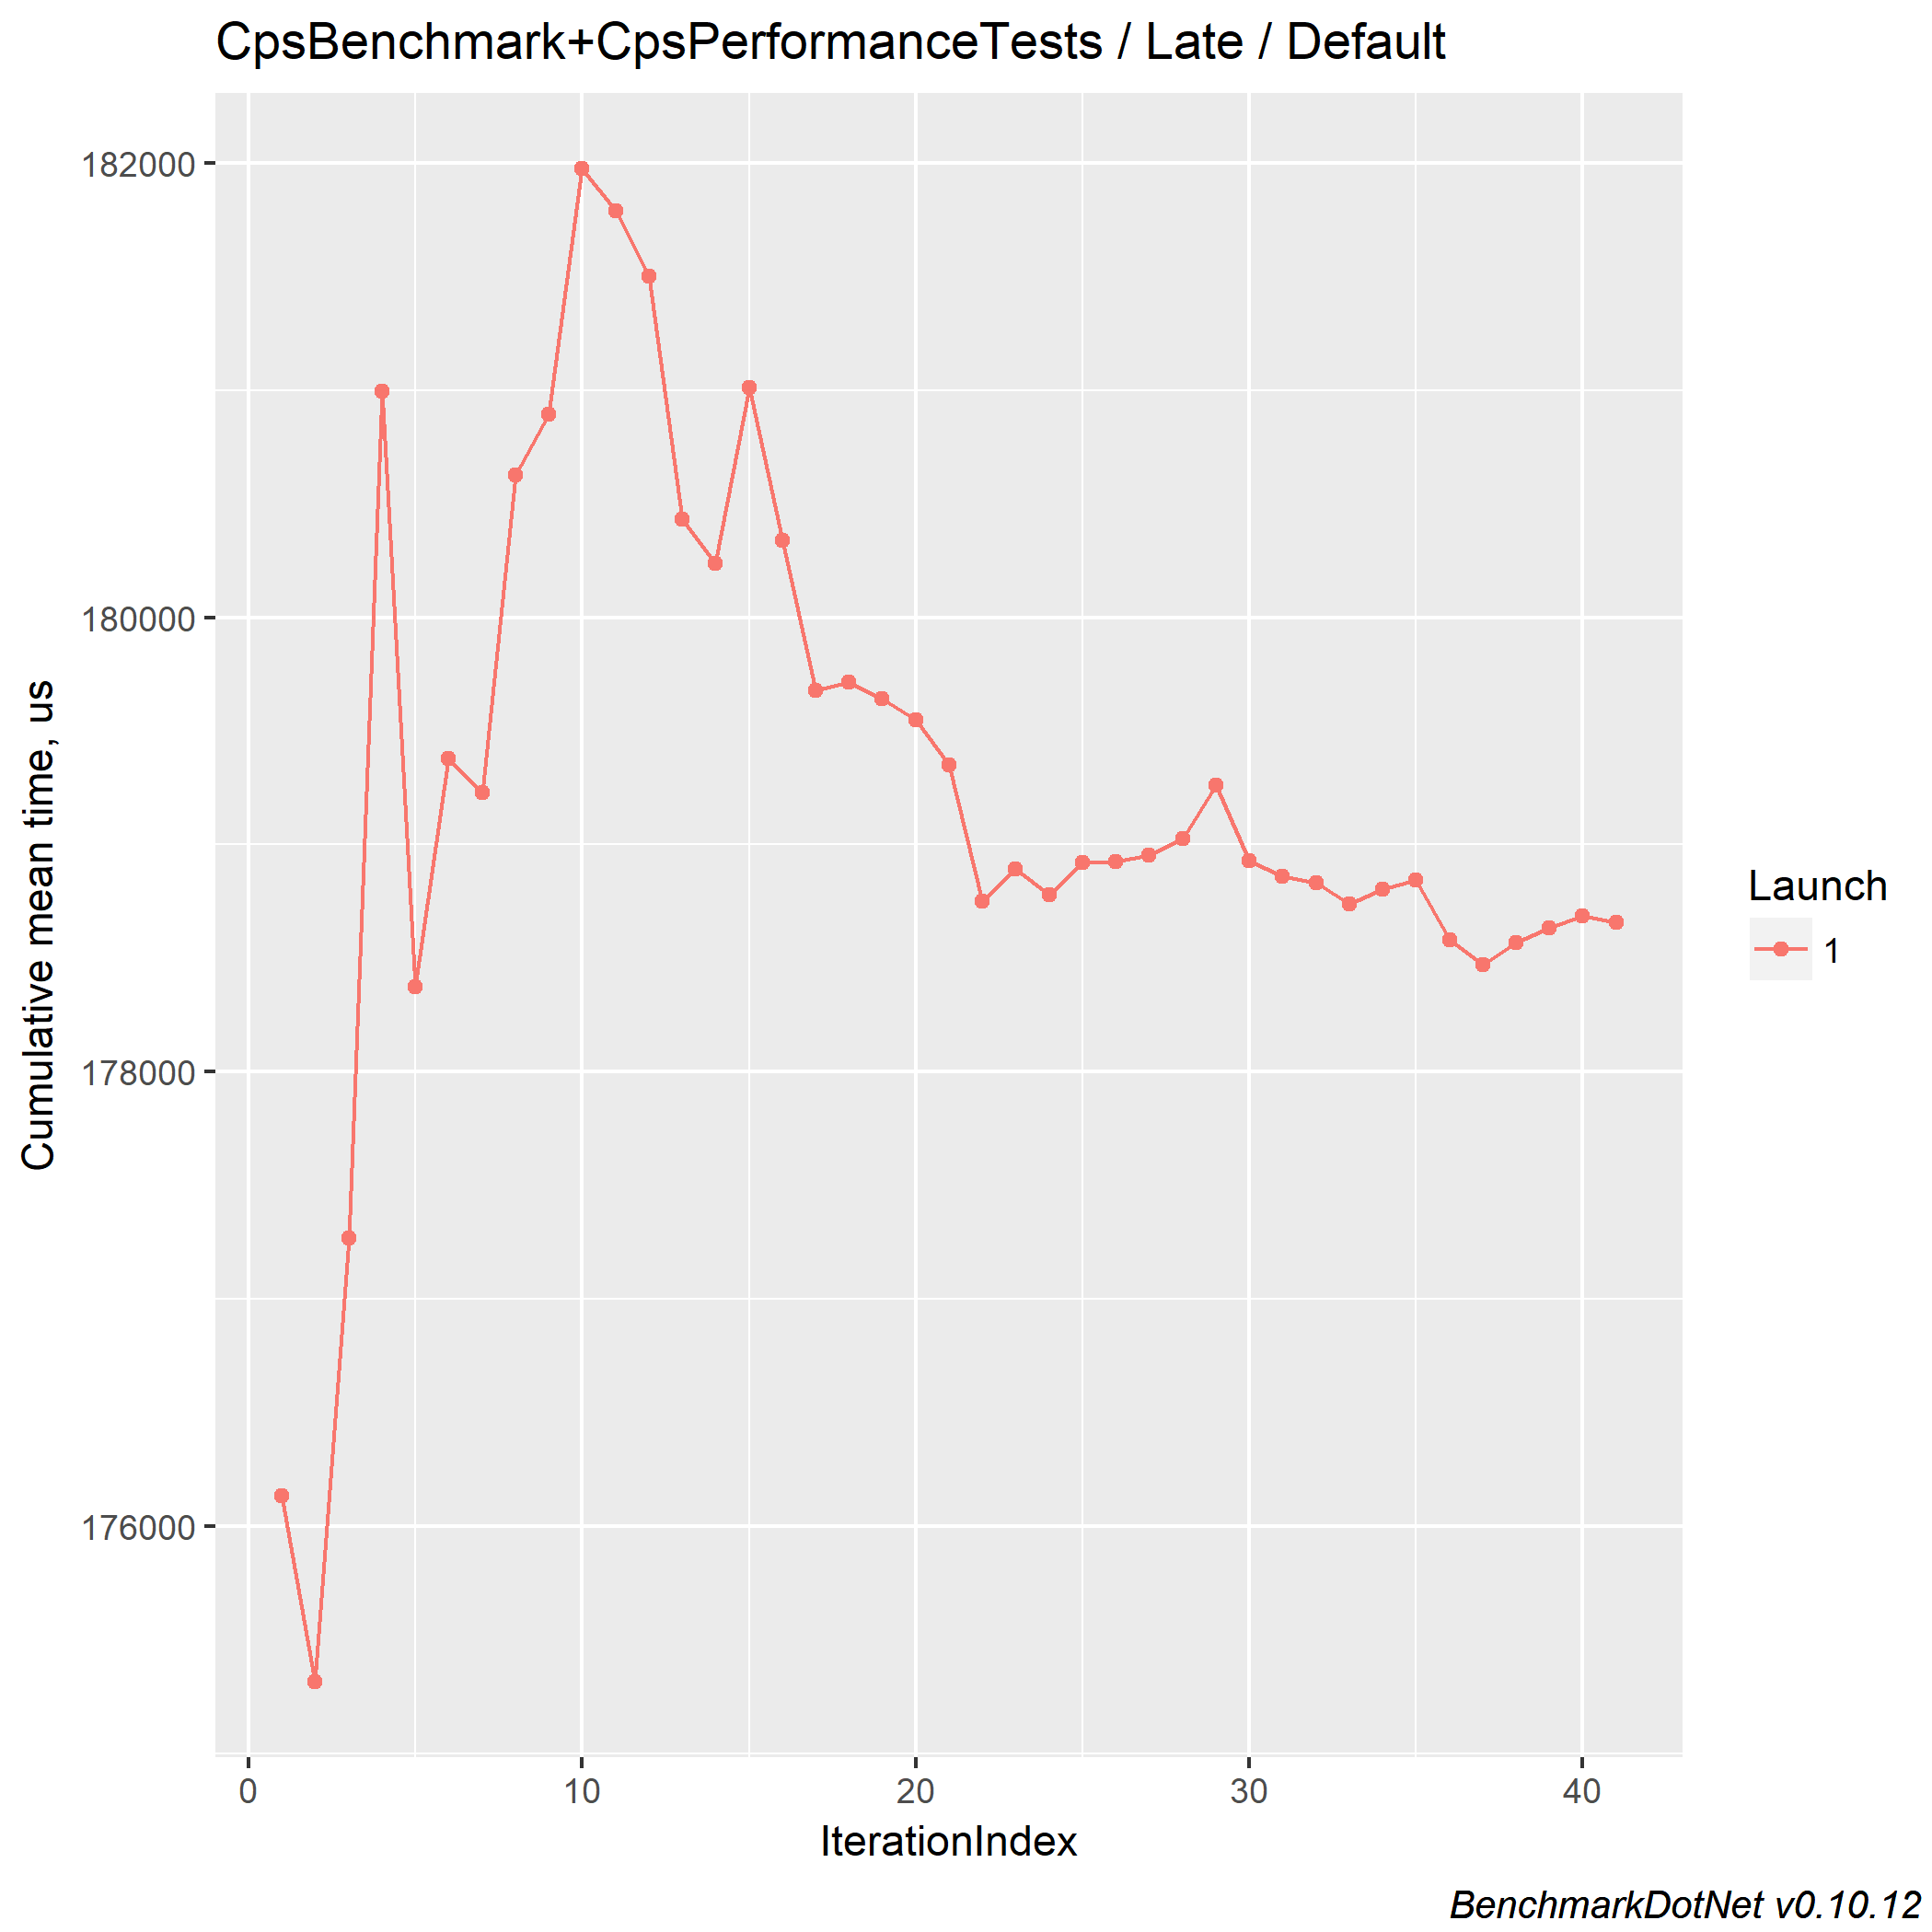 CpsBenchmark+CpsPerformanceTests / Late / Default
Cumulative mean time, us
182000
180000
178000
176000
0 10 20 30 40
IterationIndex
Launch
1
BenchmarkDotNet v0.10.12